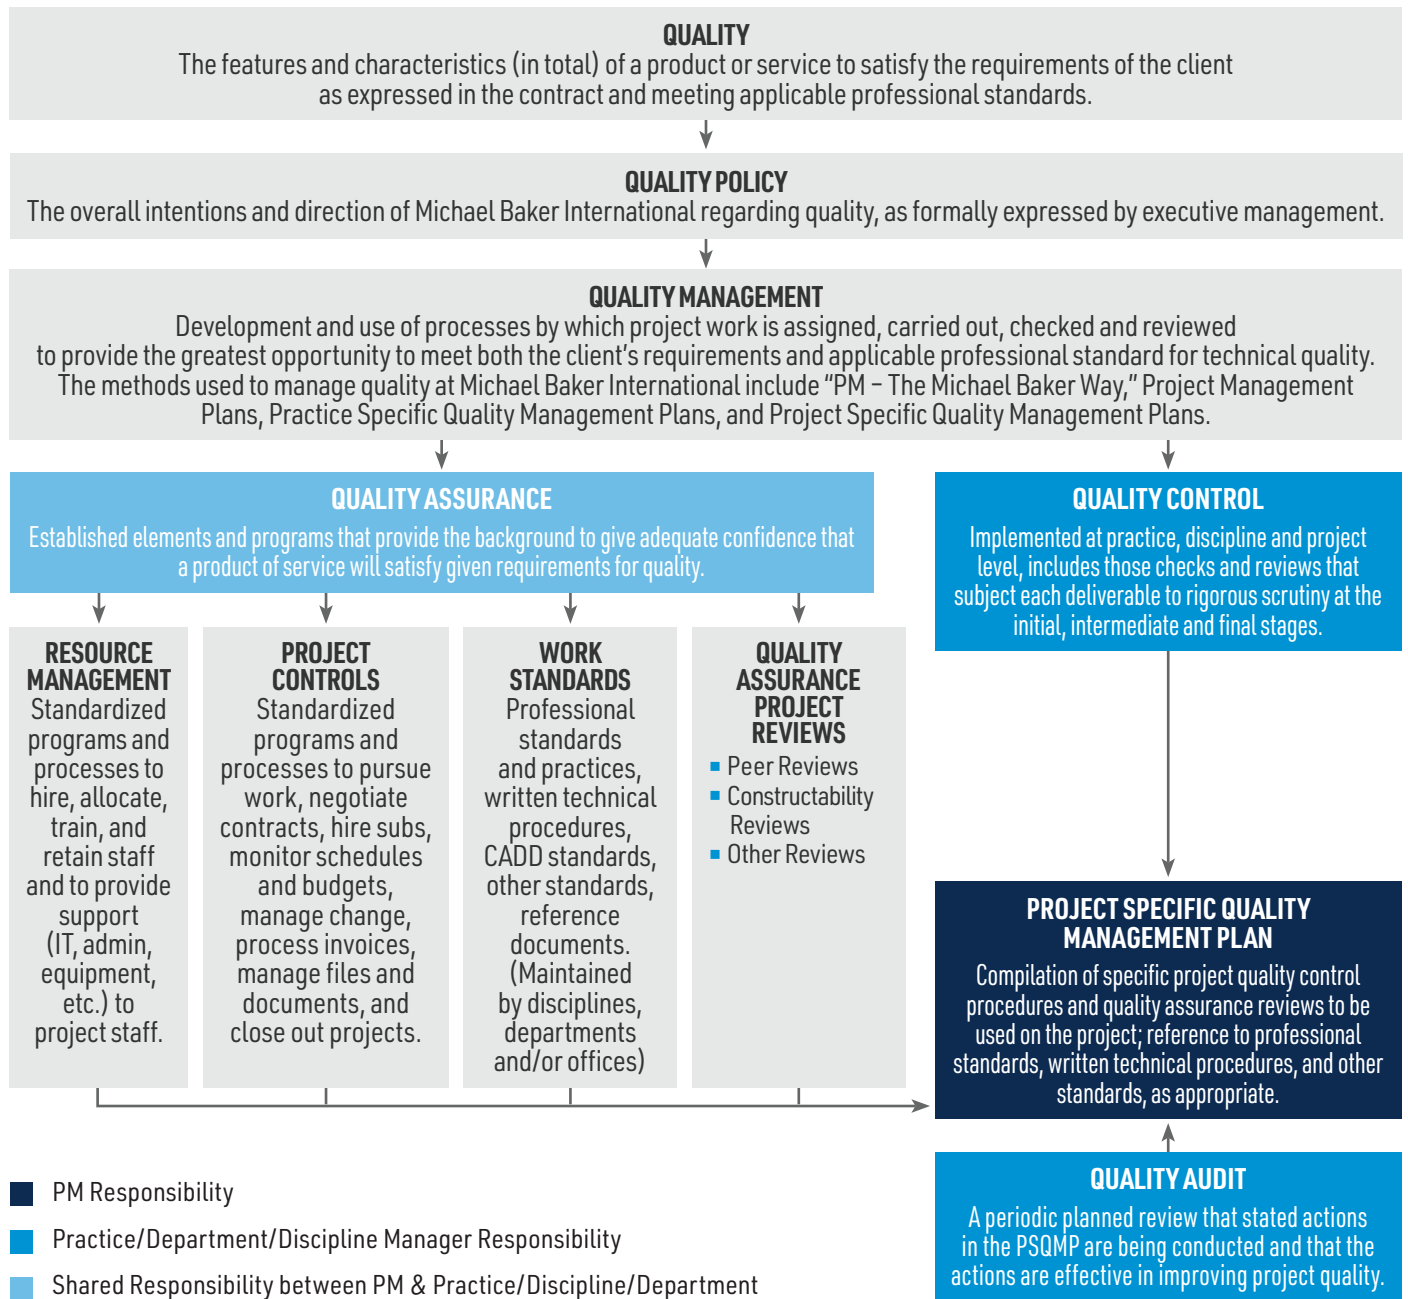 QUALITY
The features and characteristics (in total) of a product or service to satisfy the requirements of the client
as expressed in the contract and meeting applicable professional standards.
QUALITY POLICY
The overall intentions and direction of Michael Baker International regarding quality, as formally expressed by executive management.
QUALITY MANAGEMENT
Development and use of processes by which project work is assigned, carried out, checked and reviewed
to provide the greatest opportunity to meet both the client's requirements and applicable professional standard for technical quality.
The methods used to manage quality at Michael Baker International include "PM – The Michael Baker Way," Project Management
Plans, Practice Specific Quality Management Plans, and Project Specific Quality Management Plans.
QUALITY ASSURANCE
Established elements and programs that provide the background to give adequate confidence that
a product of service will satisfy given requirements for quality.
QUALITY CONTROL
Implemented at practice, discipline and project
level, includes those checks and reviews that
subject each deliverable to rigorous scrutiny at the
initial, intermediate and final stages.
RESOURCE
MANAGEMENT
Standardized
programs and
processes to
hire, allocate,
train, and
retain staff
and to provide
support
(IT, admin,
equipment,
etc.) to
project staff.
PROJECT
CONTROLS
Standardized
programs and
processes to pursue
work, negotiate
contracts, hire subs,
monitor schedules
and budgets,
manage change,
process invoices,
manage files and
documents, and
close out projects.
WORK
STANDARDS
Professional
standards
and practices,
written technical
procedures,
CADD standards,
other standards,
reference
documents.
(Maintained
by disciplines,
departments
and/or offices)
QUALITY
ASSURANCE
PROJECT
REVIEWS
▪ Peer Reviews
▪ Constructability
Reviews
▪ Other Reviews
PROJECT SPECIFIC QUALITY
MANAGEMENT PLAN
Compilation of specific project quality control
procedures and quality assurance reviews to be
used on the project; reference to professional
standards, written technical procedures, and other
standards, as appropriate.
QUALITY AUDIT
A periodic planned review that stated actions
in the PSQMP are being conducted and that the
actions are effective in improving project quality.
PM Responsibility
Practice/Department/Discipline Manager Responsibility
Shared Responsibility between PM & Practice/Discipline/Department